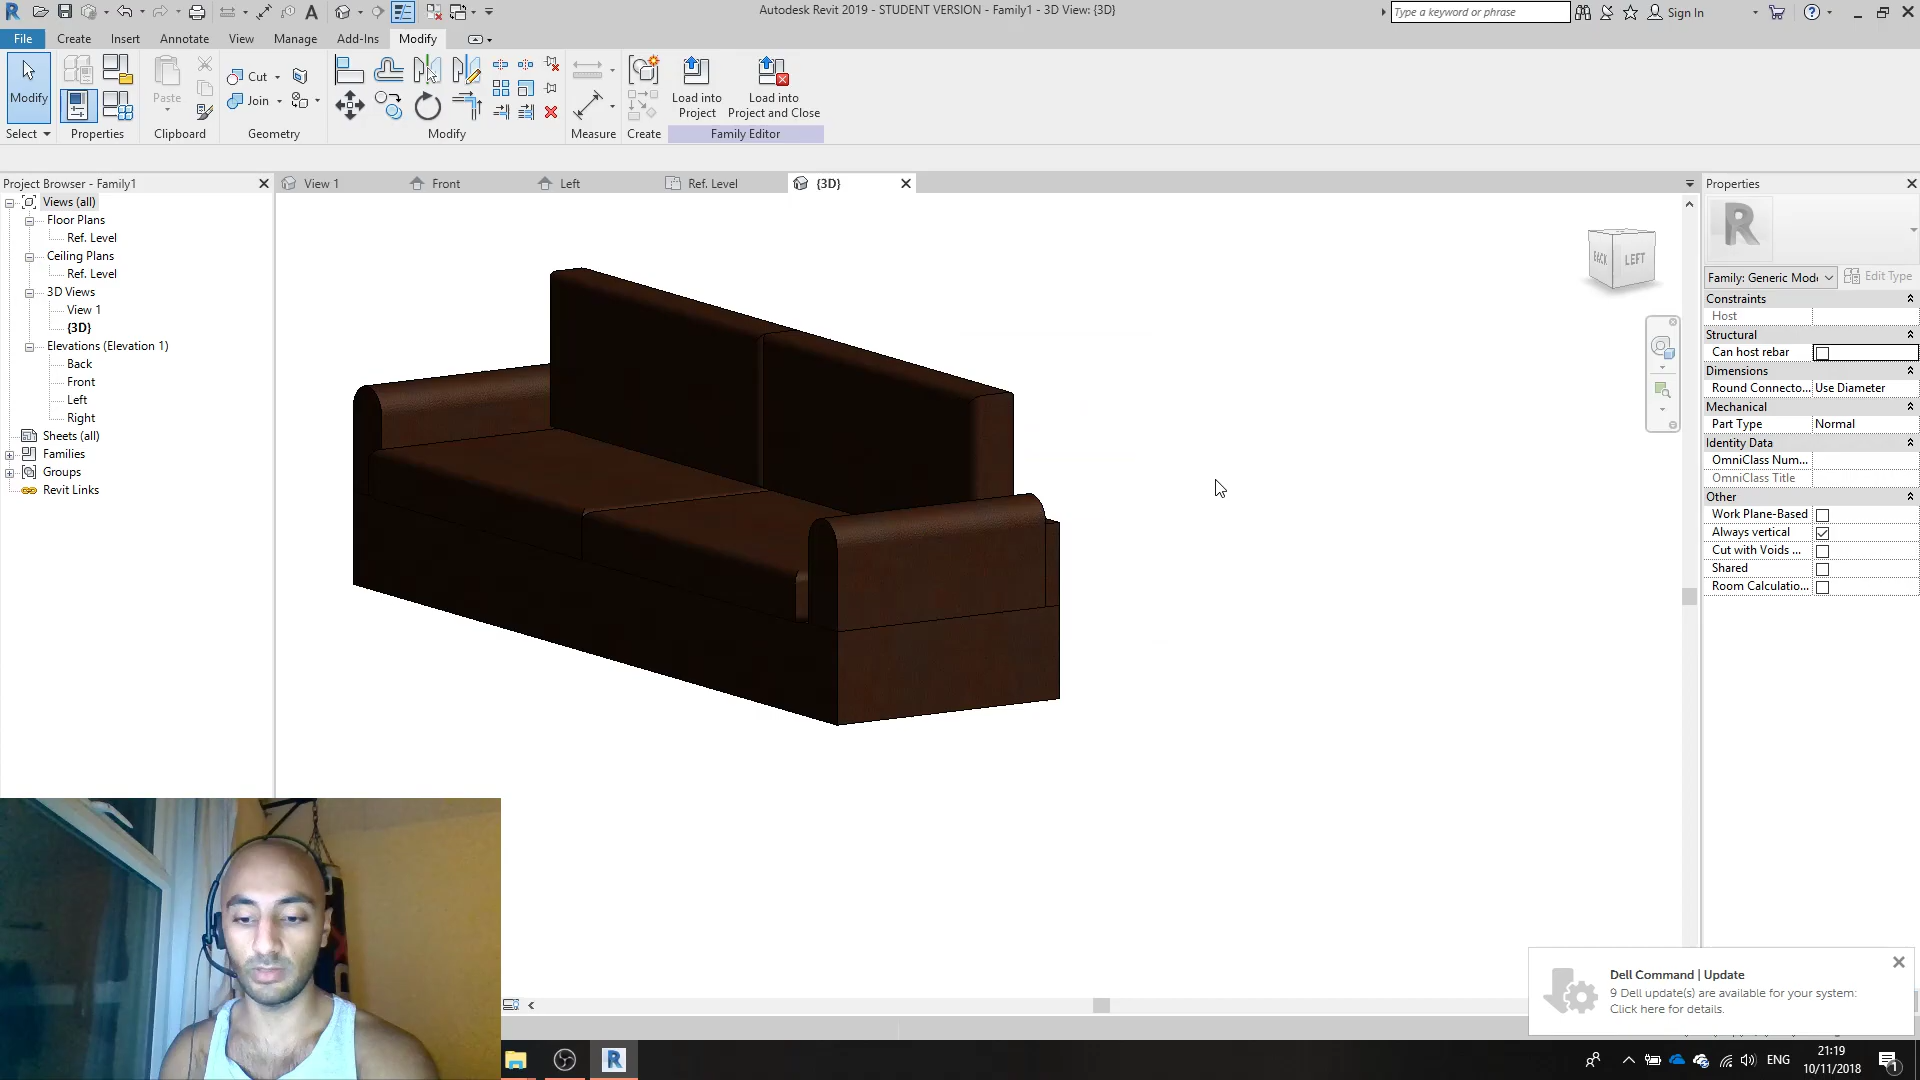 Autodesk Revit 2019 - STUDENT VERSION - Family1 - 3D View: {3D}
Type a keyword or phrase
Sign In
File Create Insert Annotate View Manage Add-Ins Modify
Modify
Paste
Cut
Join
Load into
Project
Load into
Project and Close
Select Properties Clipboard Geometry Modify Measure Create Family Editor
Project Browser - Family1
View 1
Front
Left
Ref. Level
{3D}
Properties
Views (all)
Floor Plans
Ref. Level
Ceiling Plans
Ref. Level
3D Views
View 1
{3D}
Elevations (Elevation 1)
Back
Front
Left
Right
Sheets (all)
Families
Groups
Revit Links
BACK LEFT
R
Family: Generic Mode
Edit Type
Constraints
Host
Structural
Can host rebar
Dimensions
Round Connecto... Use Diameter
Mechanical
Part Type Normal
Identity Data
OmniClass Num...
OmniClass Title
Other
Work Plane-Based
Always vertical
Cut with Voids ...
Shared
Room Calculatio...
Dell Command | Update
9 Dell update(s) are available for your system:
Click here for details.
ENG
21:19
10/11/2018
1